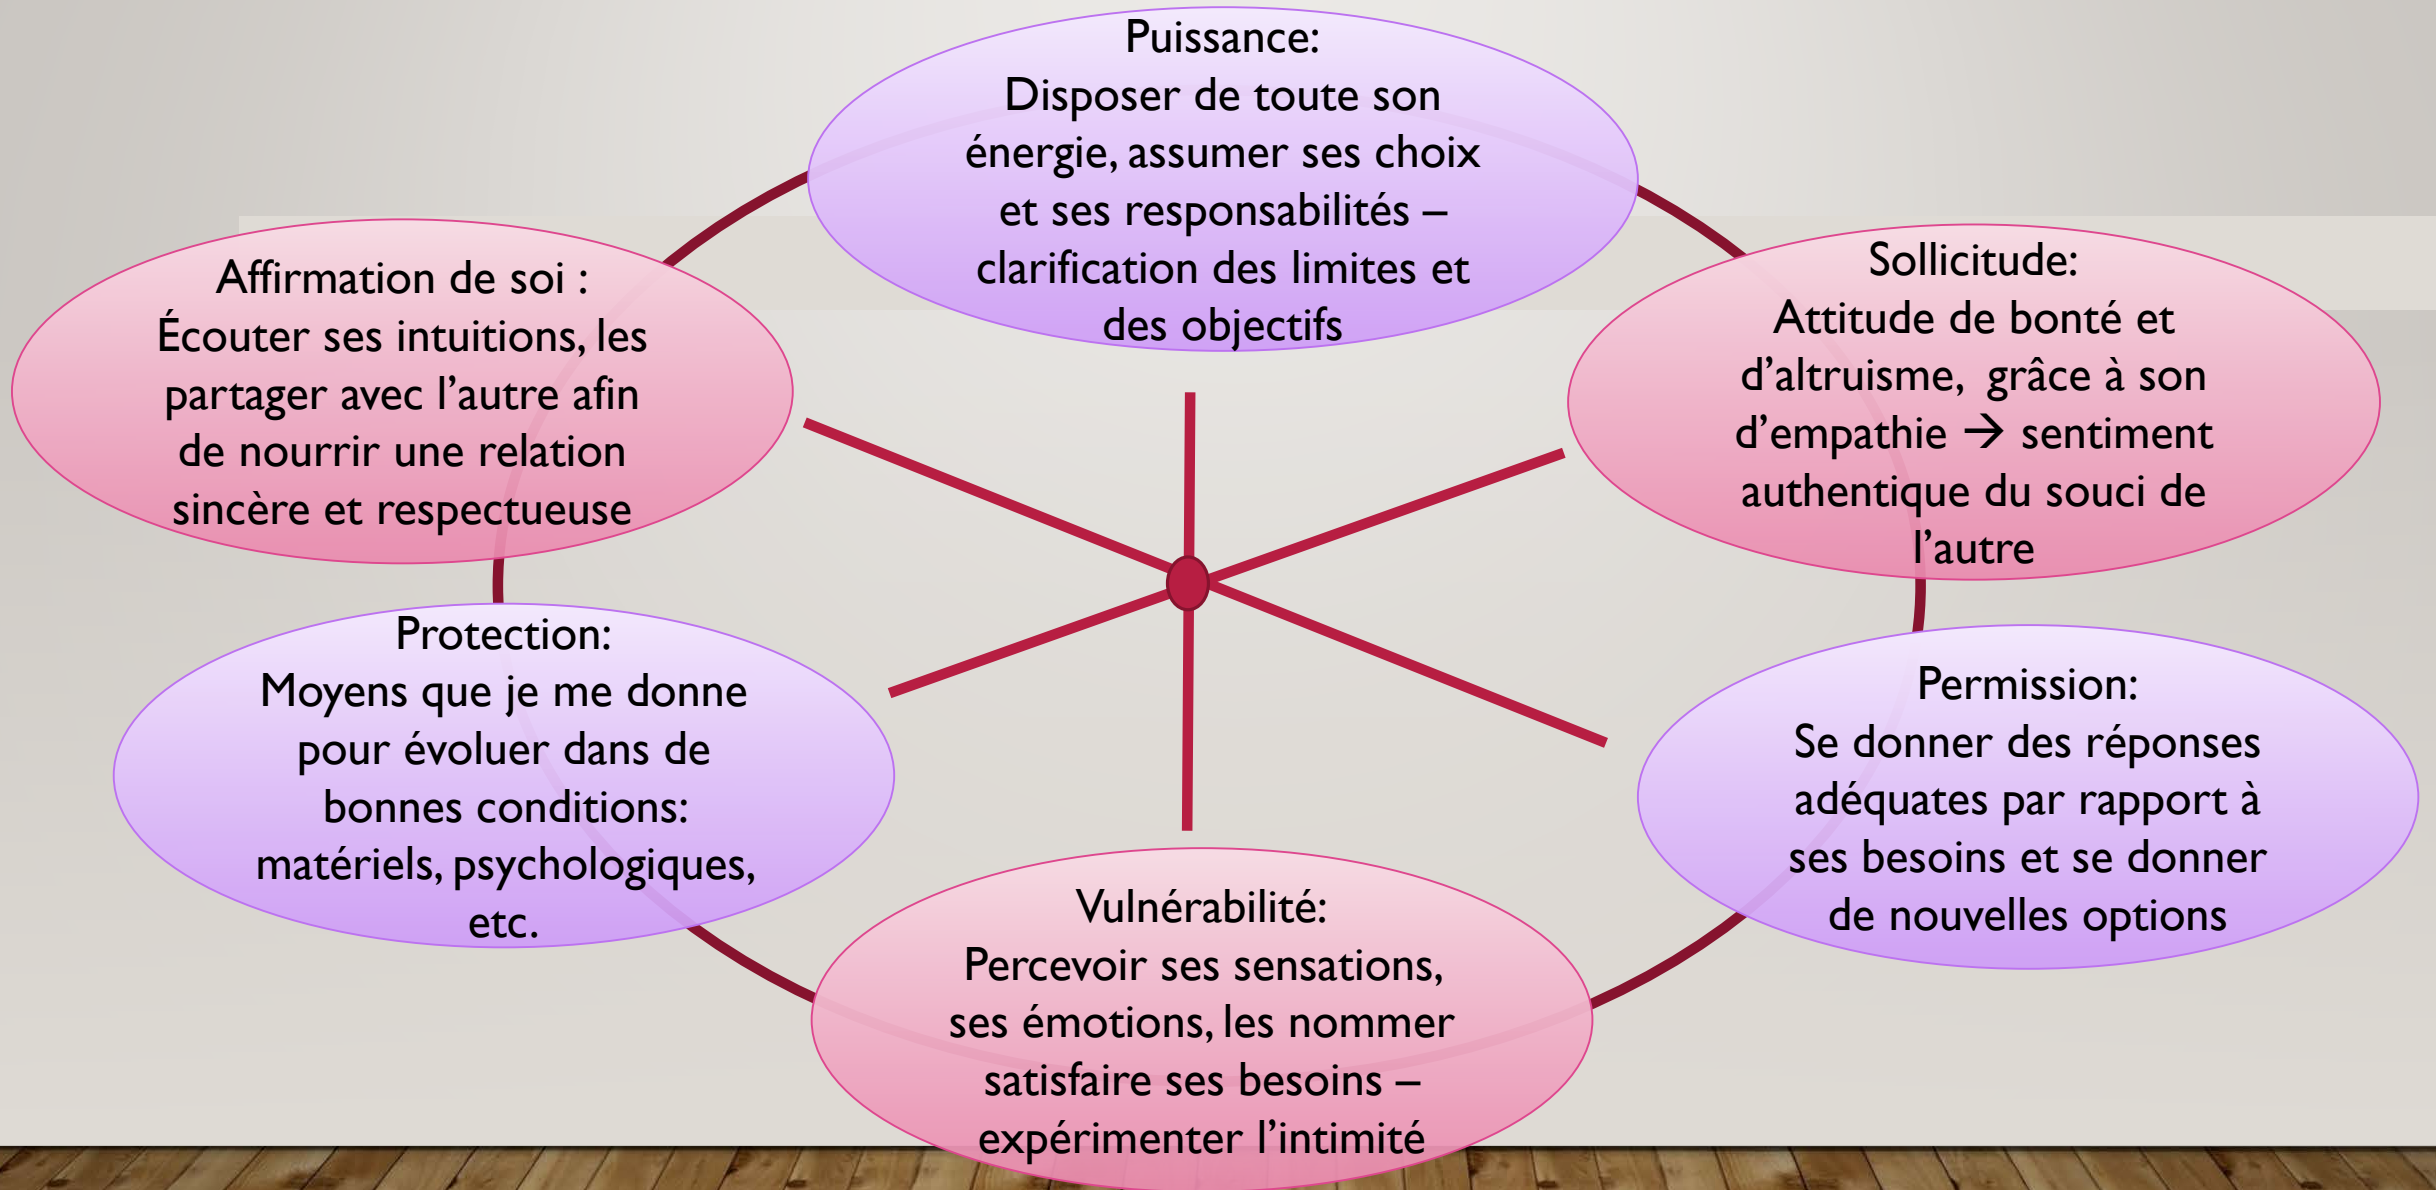 Puissance:
Disposer de toute son
énergie, assumer ses choix
et ses responsabilités –
clarification des limites et
des objectifs
Affirmation de soi :
Écouter ses intuitions, les
partager avec l’autre afin
de nourrir une relation
sincère et respectueuse
Sollicitude:
Attitude de bonté et
d’altruisme, grâce à son
d’empathie → sentiment
authentique du souci de
l’autre
Protection:
Moyens que je me donne
pour évoluer dans de
bonnes conditions:
matériels, psychologiques,
etc.
Permission:
Se donner des réponses
adéquates par rapport à
ses besoins et se donner
de nouvelles options
Vulnérabilité:
Percevoir ses sensations,
ses émotions, les nommer
satisfaire ses besoins –
expérimenter l’intimité